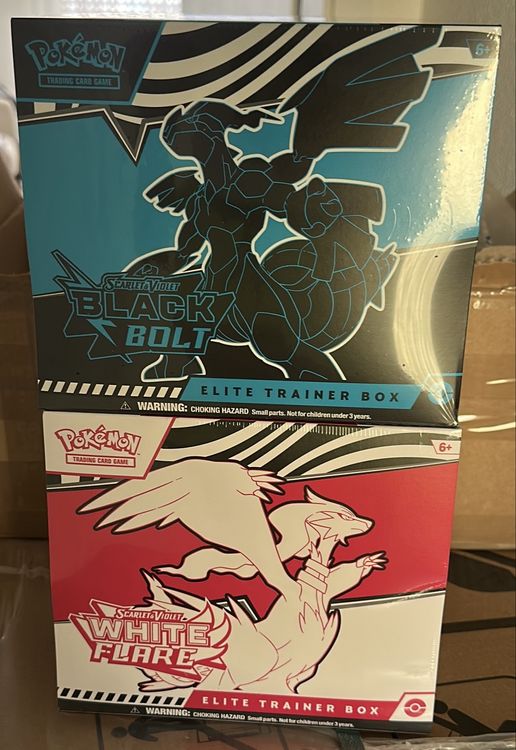 POKéMON
TRADING CARD GAME
6+
SCARLET & VIOLET
BLACK
BOLT
ELITE TRAINER BOX
WARNING: CHOKING HAZARD Small parts. Not for children under 3 years.
POKéMON
TRADING CARD GAME
6+
SCARLET & VIOLET
WHITE
FLARE
ELITE TRAINER BOX
WARNING: CHOKING HAZARD Small parts. Not for children under 3 years.